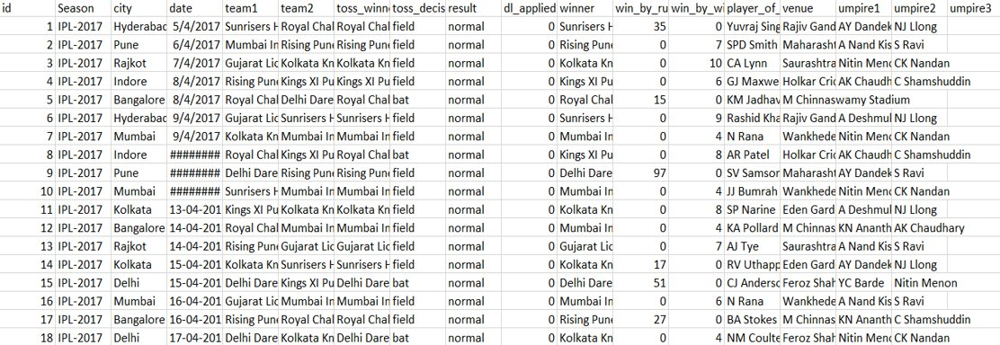 id Season city date team1 team2 toss_winne toss_decis result dl_applied winner win_by_ru win_by_wi player_of_ venue umpire1 umpire2 umpire3
1 IPL-2017 Hyderabad 5/4/2017 Sunrisers H Royal Chal Royal Chal field normal 0 Sunrisers H 35 0 Yuvraj Sing Rajiv Gand AY Dandek NJ Llong
2 IPL-2017 Pune 6/4/2017 Mumbai In Rising Pune Rising Pune field normal 0 Rising Pune 0 7 SPD Smith Maharasht A Nand Kis S Ravi
3 IPL-2017 Rajkot 7/4/2017 Gujarat Lio Kolkata Kn Kolkata Kn field normal 0 Kolkata Kn 0 10 CA Lynn Saurashtra Nitin Meno CK Nandan
4 IPL-2017 Indore 8/4/2017 Rising Pune Kings XI Pu Kings XI Pu field normal 0 Kings XI Pu 0 6 GJ Maxwe Holkar Cric AK Chaudh C Shamshuddin
5 IPL-2017 Bangalore 8/4/2017 Royal Chal Delhi Dare Royal Chal bat normal 0 Royal Chal 15 0 KM Jadhav M Chinnaswamy Stadium
6 IPL-2017 Hyderabad 9/4/2017 Gujarat Lio Sunrisers H Sunrisers H field normal 0 Sunrisers H 0 9 Rashid Kha Rajiv Gand A Deshmul NJ Llong
7 IPL-2017 Mumbai 9/4/2017 Kolkata Kn Mumbai In Mumbai In field normal 0 Mumbai In 0 4 N Rana Wankhede Nitin Meno CK Nandan
8 IPL-2017 Indore ######## Royal Chal Kings XI Pu Royal Chal bat normal 0 Kings XI Pu 0 8 AR Patel Holkar Cric AK Chaudh C Shamshuddin
9 IPL-2017 Pune ######## Delhi Dare Rising Pune Rising Pune field normal 0 Delhi Dare 97 0 SV Samson Maharasht AY Dandek S Ravi
10 IPL-2017 Mumbai ######## Sunrisers H Mumbai In Mumbai In field normal 0 Mumbai In 0 4 JJ Bumrah Wankhede Nitin Meno CK Nandan
11 IPL-2017 Kolkata 13-04-201 Kings XI Pu Kolkata Kn Kolkata Kn field normal 0 Kolkata Kn 0 8 SP Narine Eden Gard A Deshmul NJ Llong
12 IPL-2017 Bangalore 14-04-201 Royal Chal Mumbai In Mumbai In field normal 0 Mumbai In 0 4 KA Pollard M Chinnas KN Ananth AK Chaudhary
13 IPL-2017 Rajkot 14-04-201 Rising Pune Gujarat Lio Gujarat Lio field normal 0 Gujarat Lio 0 7 AJ Tye Saurashtra A Nand Kis S Ravi
14 IPL-2017 Kolkata 15-04-201 Kolkata Kn Sunrisers H Sunrisers H field normal 0 Kolkata Kn 17 0 RV Uthapp Eden Gard AY Dandek NJ Llong
15 IPL-2017 Delhi 15-04-201 Delhi Dare Kings XI Pu Delhi Dare bat normal 0 Delhi Dare 51 0 CJ Anderso Feroz Shah YC Barde Nitin Menon
16 IPL-2017 Mumbai 16-04-201 Gujarat Lio Mumbai In Mumbai In field normal 0 Mumbai In 0 6 N Rana Wankhede A Nand Kis S Ravi
17 IPL-2017 Bangalore 16-04-201 Rising Pune Royal Chal Royal Chal field normal 0 Rising Pune 27 0 BA Stokes M Chinnas KN Ananth C Shamshuddin
18 IPL-2017 Delhi 17-04-201 Delhi Dare Kolkata Kn Delhi Dare bat normal 0 Kolkata Kn 0 4 NM Coulte Feroz Shah Nitin Meno CK Nandan